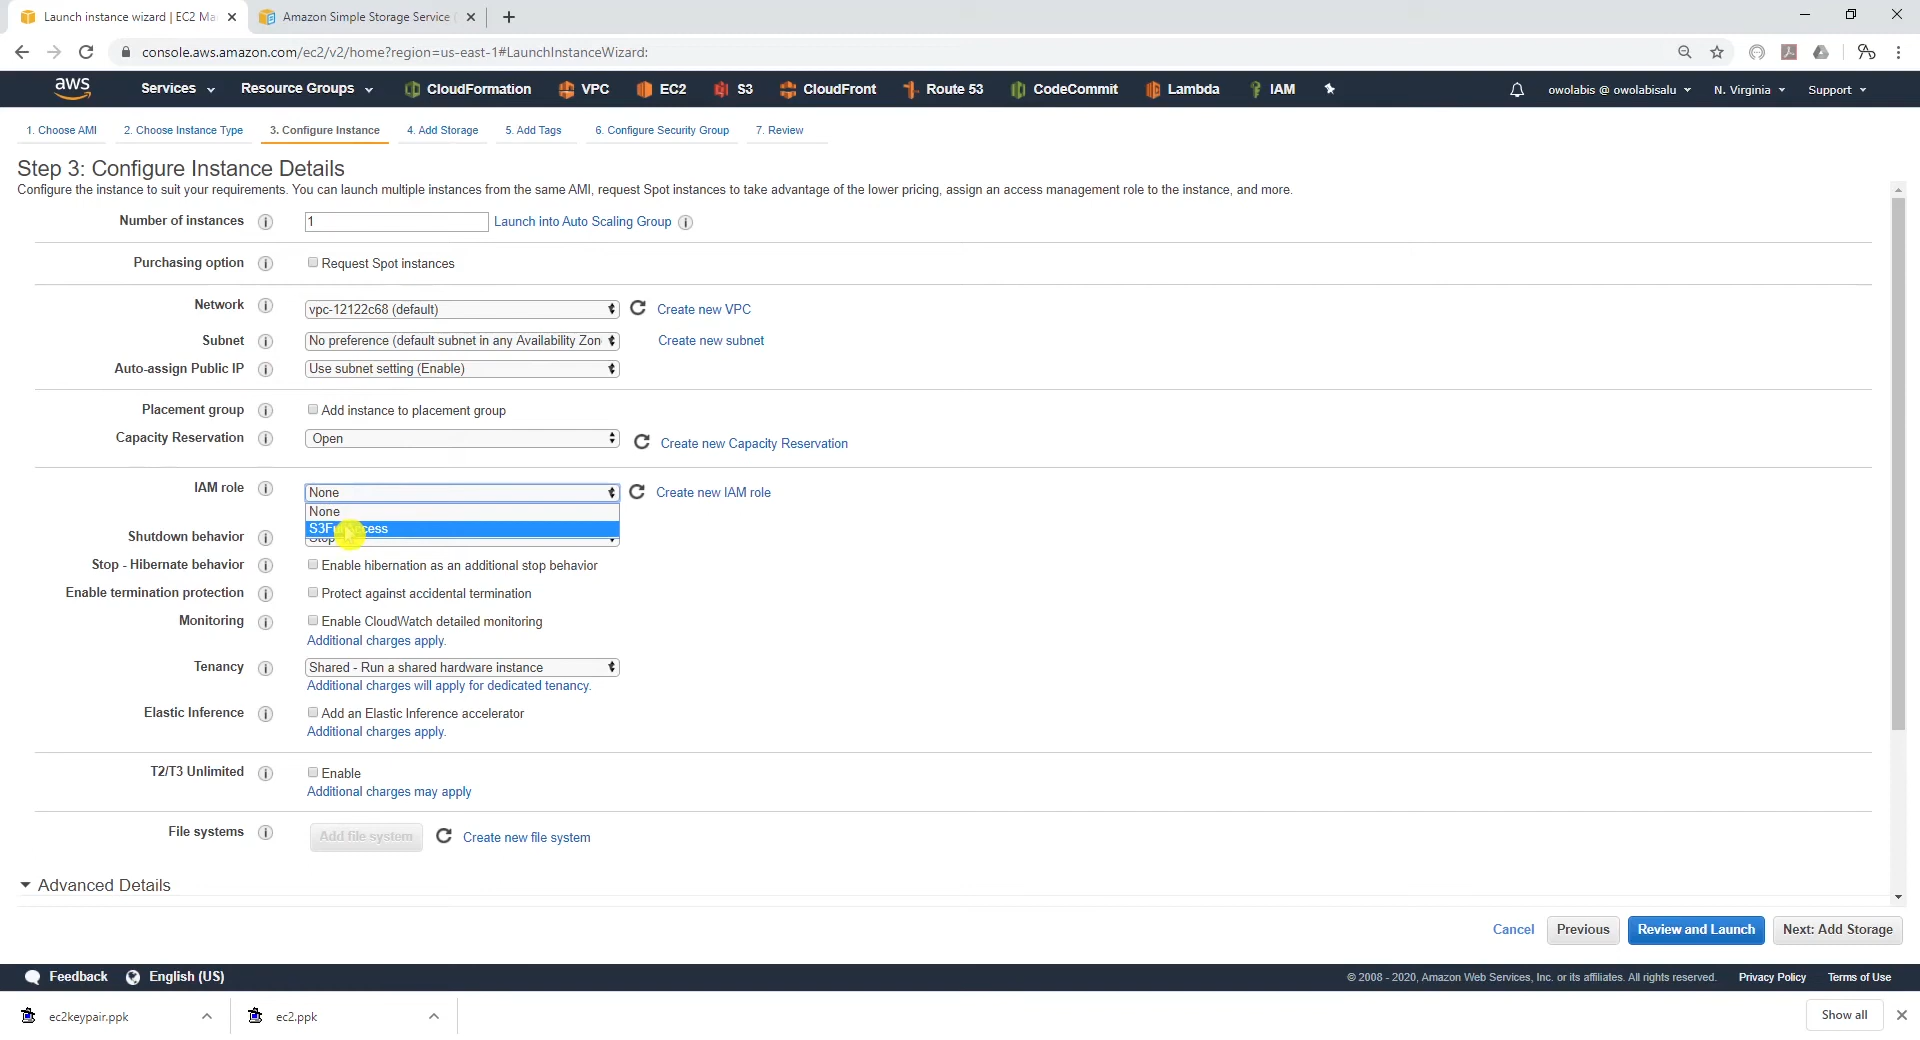 Launch instance wizard | EC2 Ma
Amazon Simple Storage Service (
console.aws.amazon.com/ec2/v2/home?region=us-east-1#LaunchInstanceWizard:
aws
Services
Resource Groups
CloudFormation
VPC
EC2
S3
CloudFront
Route 53
CodeCommit
Lambda
IAM
owolabis @ owolabisalu
N. Virginia
Support
1. Choose AMI
2. Choose Instance Type
3. Configure Instance
4. Add Storage
5. Add Tags
6. Configure Security Group
7. Review
Step 3: Configure Instance Details
Configure the instance to suit your requirements. You can launch multiple instances from the same AMI, request Spot instances to take advantage of the lower pricing, assign an access management role to the instance, and more.
Number of instances
1
Launch into Auto Scaling Group
Purchasing option
Request Spot instances
Network
vpc-12122c68 (default)
Create new VPC
Subnet
No preference (default subnet in any Availability Zon
Create new subnet
Auto-assign Public IP
Use subnet setting (Enable)
Placement group
Add instance to placement group
Capacity Reservation
Open
Create new Capacity Reservation
IAM role
None
Create new IAM role
None
Shutdown behavior
Stop
Stop - Hibernate behavior
Enable hibernation as an additional stop behavior
Enable termination protection
Protect against accidental termination
Monitoring
Enable CloudWatch detailed monitoring
Additional charges apply.
Tenancy
Shared - Run a shared hardware instance
Additional charges will apply for dedicated tenancy.
Elastic Inference
Add an Elastic Inference accelerator
Additional charges apply.
T2/T3 Unlimited
Enable
Additional charges may apply
File systems
Add file system
Create new file system
Advanced Details
Cancel
Previous
Review and Launch
Next: Add Storage
Feedback
English (US)
© 2008 - 2020, Amazon Web Services, Inc. or its affiliates. All rights reserved.
Privacy Policy
Terms of Use
ec2keypair.ppk
ec2.ppk
Show all